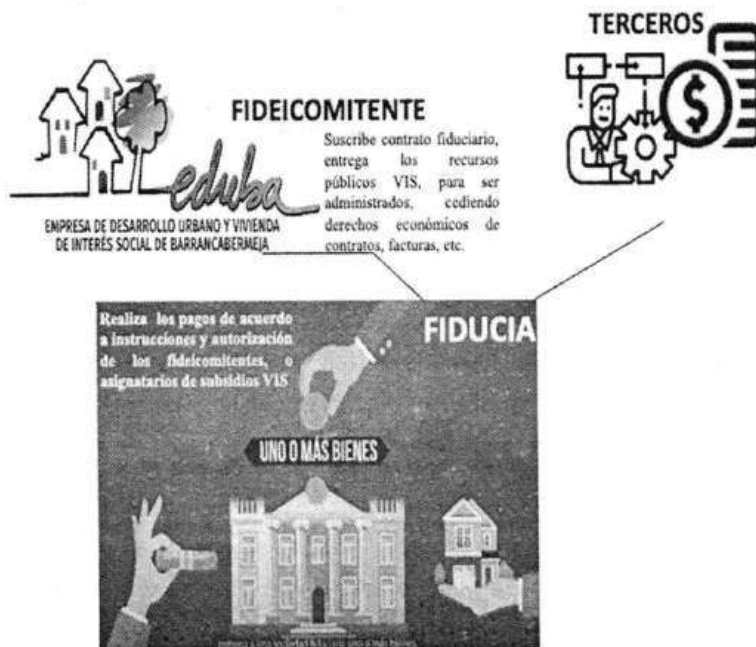 TERCEROS
FIDEICOMITENTE
Suscribe contrato fiduciario,
entrega los recursos
públicos VIS, para ser
administrados, cediendo
derechos económicos de
contratos, facturas, etc.
eduba
EMPRESA DE DESARROLLO URBANO Y VIVIENDA
DE INTERÉS SOCIAL DE BARRANCABERMEJA
Realiza los pagos de acuerdo
a instrucciones y autorización
de los fideicomitentes, o
asignatarios de subsidios VIS
FIDUCIA
UNO O MÁS BIENES
$